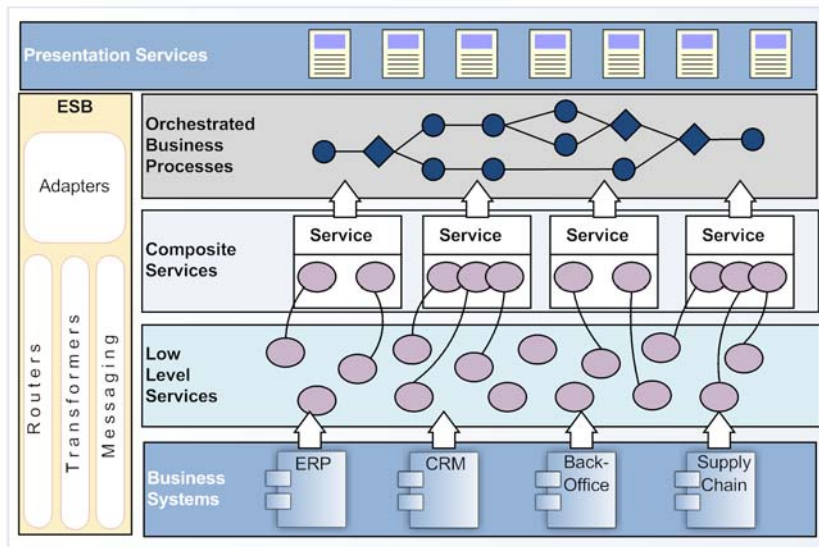 Presentation Services
ESB
Adapters
Routers
Transformers
Messaging
Orchestrated
Business
Processes
Composite
Services
Service
Service
Service
Service
Low
Level
Services
Business
Systems
ERP
CRM
Back-
Office
Supply
Chain